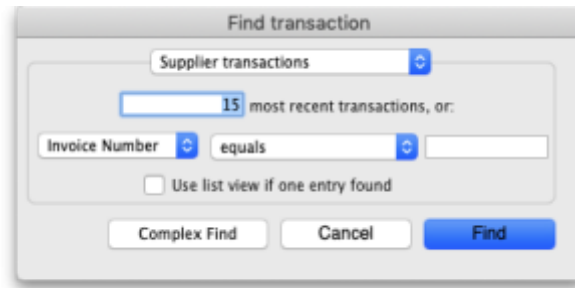 Find transaction
Supplier transactions
15 most recent transactions, or:
Invoice Number equals
Use list view if one entry found
Complex Find Cancel Find